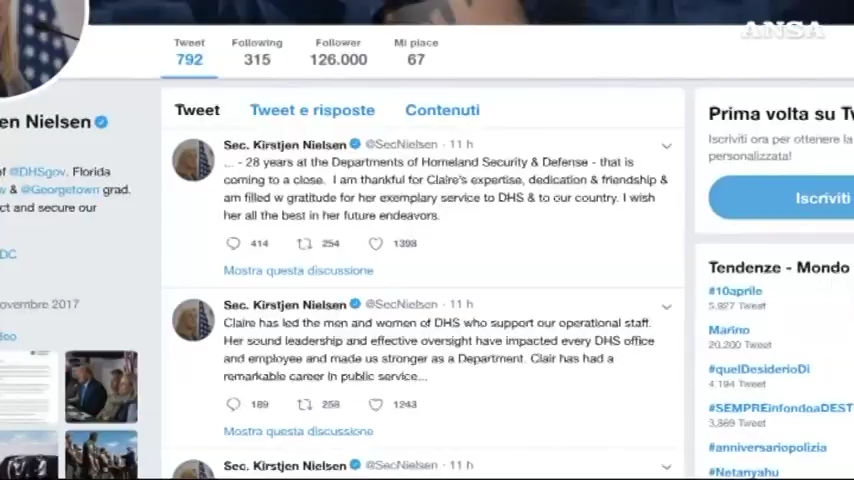 ANSA
Tweet Following Follower Mi piace
792 315 126.000 67
en Nielsen
Tweet Tweet e risposte Contenuti
Prima volta su Tw
Iscriviti ora per ottenere la
personalizzata!
Iscriviti
of @DHSgov. Florida
w & @Georgetown grad.
ct and secure our
DC
ovembre 2017
deo
Sec. Kirstjen Nielsen @SecNielsen · 11 h
... - 28 years at the Departments of Homeland Security & Defense - that is
coming to a close. I am thankful for Claire's expertise, dedication & friendship &
am filled w gratitude for her exemplary service to DHS & to our country. I wish
her all the best in her future endeavors.
414 254 1398
Mostra questa discussione
Sec. Kirstjen Nielsen @SecNielsen · 11 h
Claire has led the men and women of DHS who support our operational staff.
Her sound leadership and effective oversight have impacted every DHS office
and employee and made us stronger as a Department. Clair has had a
remarkable career in public service...
189 258 1243
Mostra questa discussione
Sec. Kirstjen Nielsen @SecNielsen · 11 h
Tendenze - Mondo
#10aprile
5.927 Tweet
Marino
20.200 Tweet
#quelDesiderioDi
4.194 Tweet
#SEMPREinfondoaDEST
3.869 Tweet
#anniversariopolizia
#Netanyahu